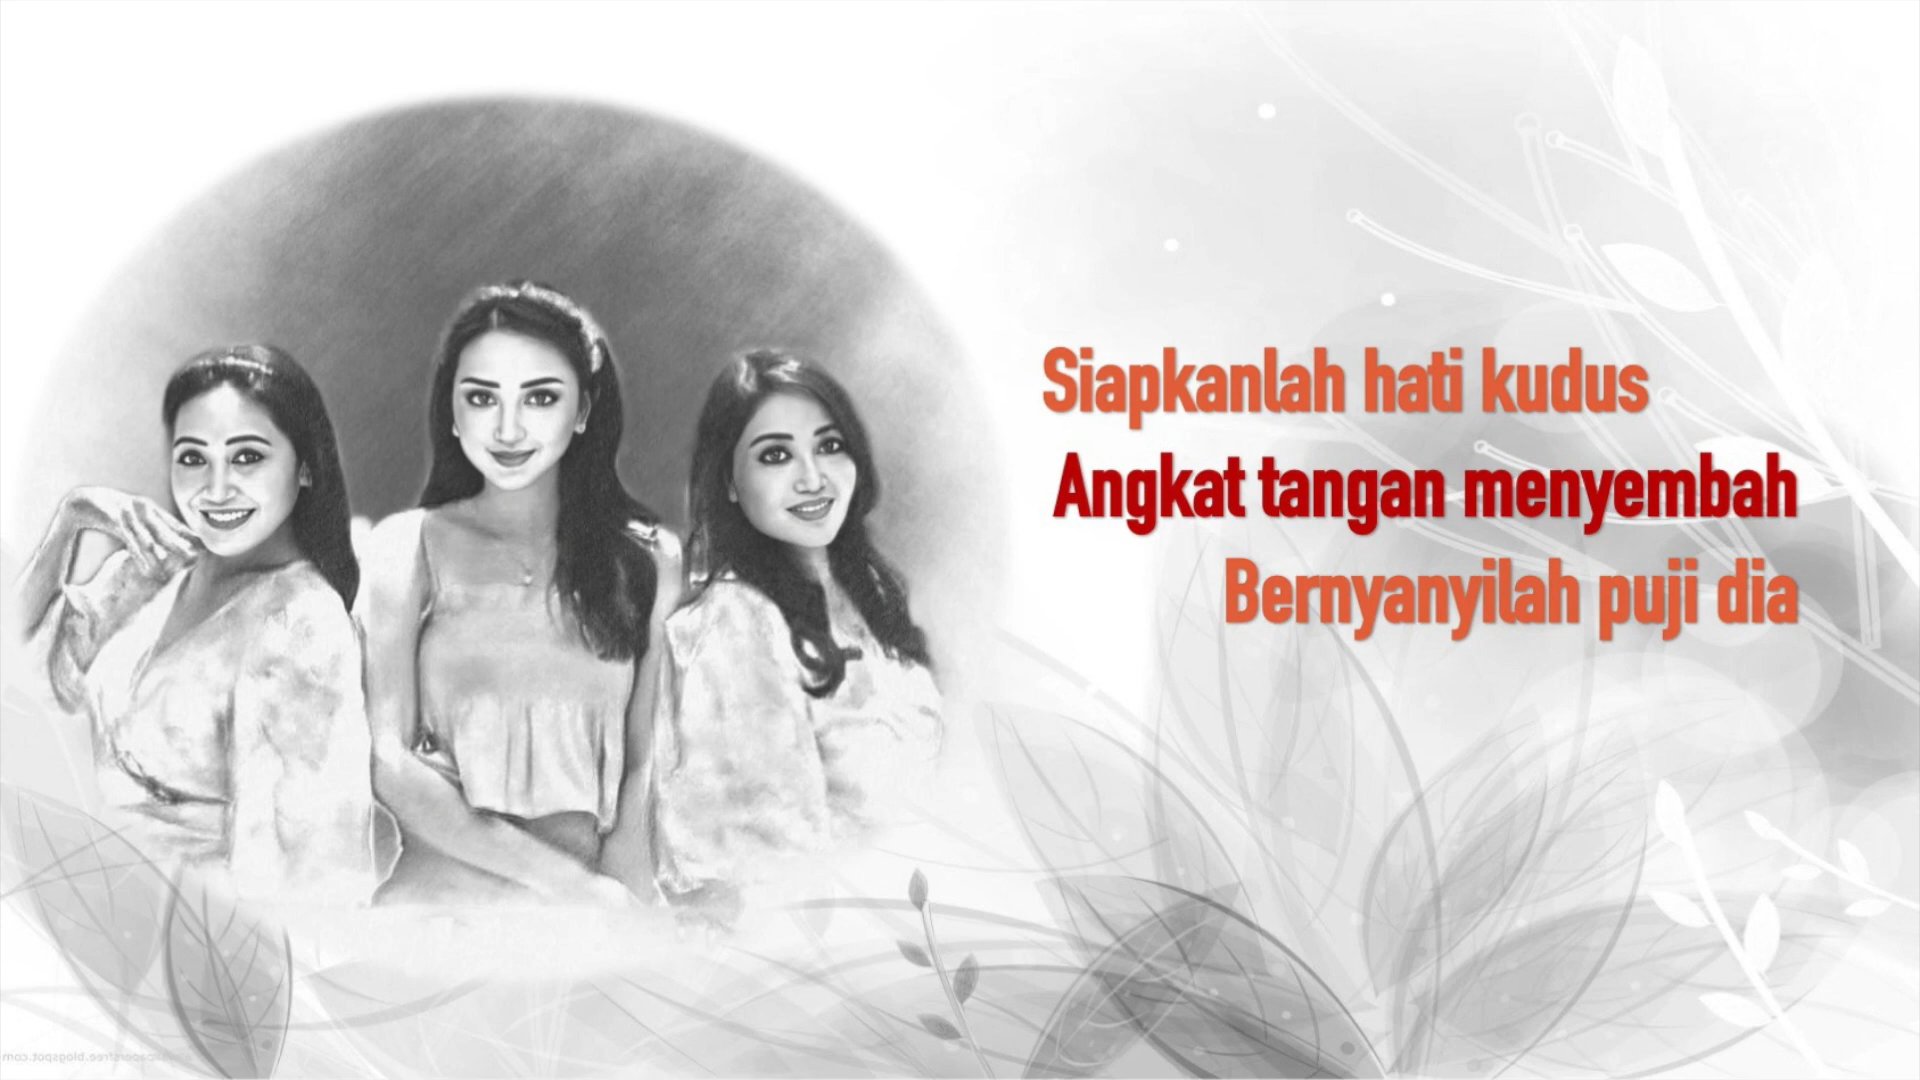 Siapkanlah hati kudus
Angkat tangan menyembah
Bernyanyilah puji dia